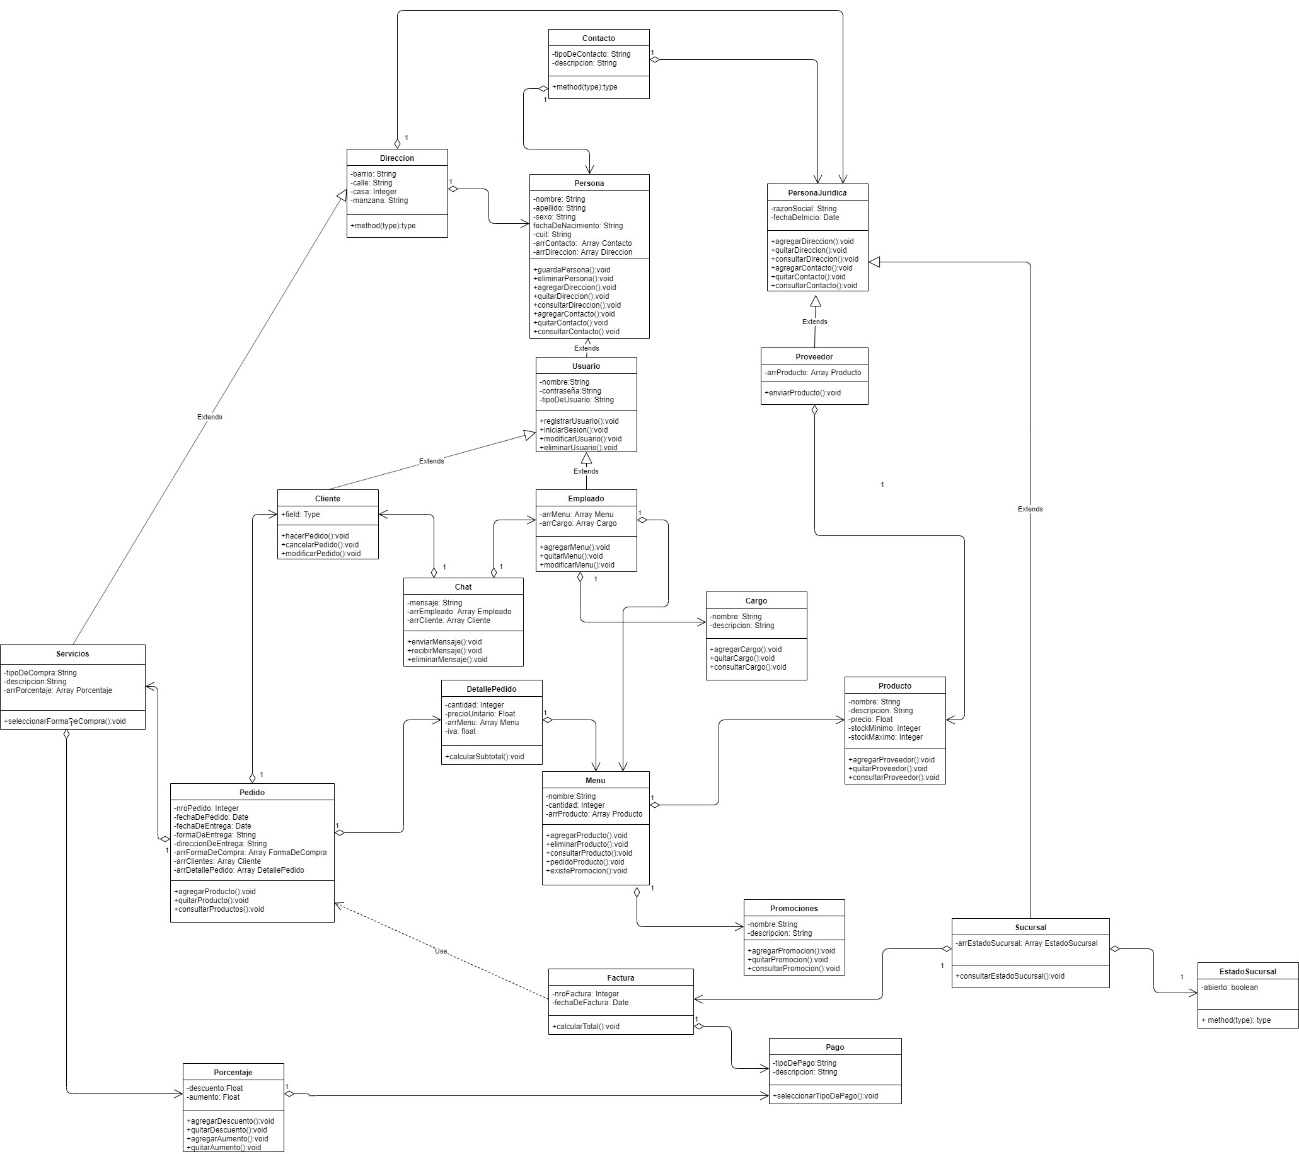 Contacto
-tipoDeContacto: String
-descripcion: String
+method(type):type
1
1
1
Direccion
-barrio: String
-calle: String
-casa: Integer
-manzana: String
+method(type):type
1
Persona
-nombre: String
-apellido: String
-sexo: String
fechaDeNacimiento: String
-cuit: String
-arrContacto: Array Contacto
-arrDireccion: Array Direccion
+guardaPersona():void
+eliminarPersona():void
+agregarDireccion():void
+quitarDireccion():void
+consultarDireccion():void
+agregarContacto():void
+quitarContacto():void
+consultarContacto():void
PersonaJuridica
-razonSocial: String
-fechaDeInicio: Date
+agregarDireccion():void
+quitarDireccion():void
+consultarDireccion():void
+agregarContacto():void
+quitarContacto():void
+consultarContacto():void
Extends
Extends
Usuario
-nombre:String
-contraseña:String
-tipoDeUsuario: String
+registrarUsuario():void
+iniciarSesion():void
+modificarUsuario():void
+eliminarUsuario():void
Proveedor
-arrProducto: Array Producto
+enviarProducto():void
Extends
Extends
Extends
1
Extends
Cliente
+field: Type
+hacerPedido():void
+cancelarPedido():void
+modificarPedido():void
Empleado
-arrMenu: Array Menu
-arrCargo: Array Cargo
+agregarMenu():void
+quitarMenu():void
+modificarMenu():void
1
1
1
1
Chat
-mensaje: String
-arrEmpleado: Array Empleado
-arrCliente: Array Cliente
+enviarMensaje():void
+recibirMensaje():void
+eliminarMensaje():void
Cargo
-nombre: String
-descripcion: String
+agregarCargo():void
+quitarCargo():void
+consultarCargo():void
Servicios
-tipoDeCompra:String
-descripcion:String
-arrPorcentaje: Array Porcentaje
+seleccionarFormaDeCompra():void
DetallePedido
-cantidad: Integer
-precioUnitario: Float
-arrMenu: Array Menu
-iva: float
+calcularSubtotal():void
1
Producto
-nombre: String
-descripcion: String
-precio: Float
-stockMinimo: Integer
-stockMaximo: Integer
+agregarProveedor():void
+quitarProveedor():void
+consultarProveedor():void
1
Pedido
-nroPedido: Integer
-fechaDePedido: Date
-fechaDeEntrega: Date
-formaDeEntrega: String
-direccionDeEntrega: String
-arrFormaDeCompra: Array FormaDeCompra
-arrClientes: Array Cliente
-arrDetallePedido: Array DetallePedido
+agregarProducto():void
+quitarProducto():void
+consultarProductos():void
1
1
Menu
-nombre:String
-cantidad: Integer
-arrProducto: Array Producto
+agregarProducto():void
+eliminarProducto():void
+consultarProducto():void
+pedidoProducto():void
+existePromocion():void
1
1
Promociones
-nombre:String
-descripcion: String
+agregarPromocion():void
+quitarPromocion():void
+consultarPromocion():void
Use
Sucursal
-arrEstadoSucursal: Array EstadoSucursal
+consultarEstadoSucursal():void
1
1
EstadoSucursal
-abierto: boolean
+ method(type): type
Factura
-nroFactura: Integer
-fechaDeFactura: Date
+calcularTotal():void
1
Pago
-tipoDePago:String
-descripcion: String
+seleccionarTipoDePago():void
Porcentaje
-descuento:Float
-aumento: Float
+agregarDescuento():void
+quitarDescuento():void
+agregarAumento():void
+quitarAumento():void
1